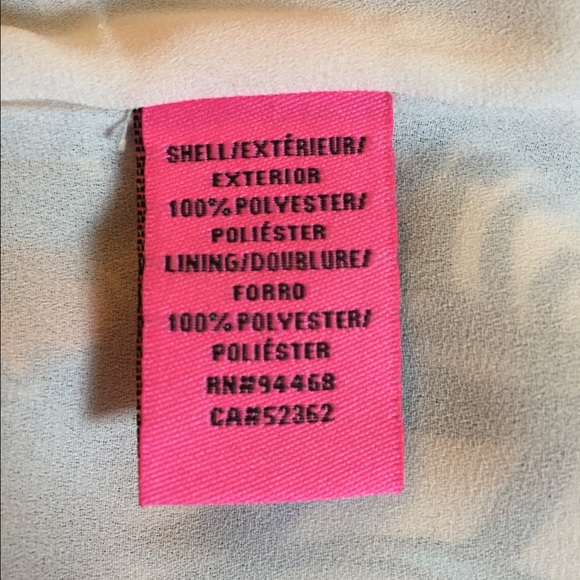 SHELL/EXTÉRIEUR/
EXTERIOR
100% POLYESTER/
POLIÉSTER
LINING/DOUBLURE/
FORRO
100% POLYESTER/
POLIÉSTER
RN#94468
CA#52362